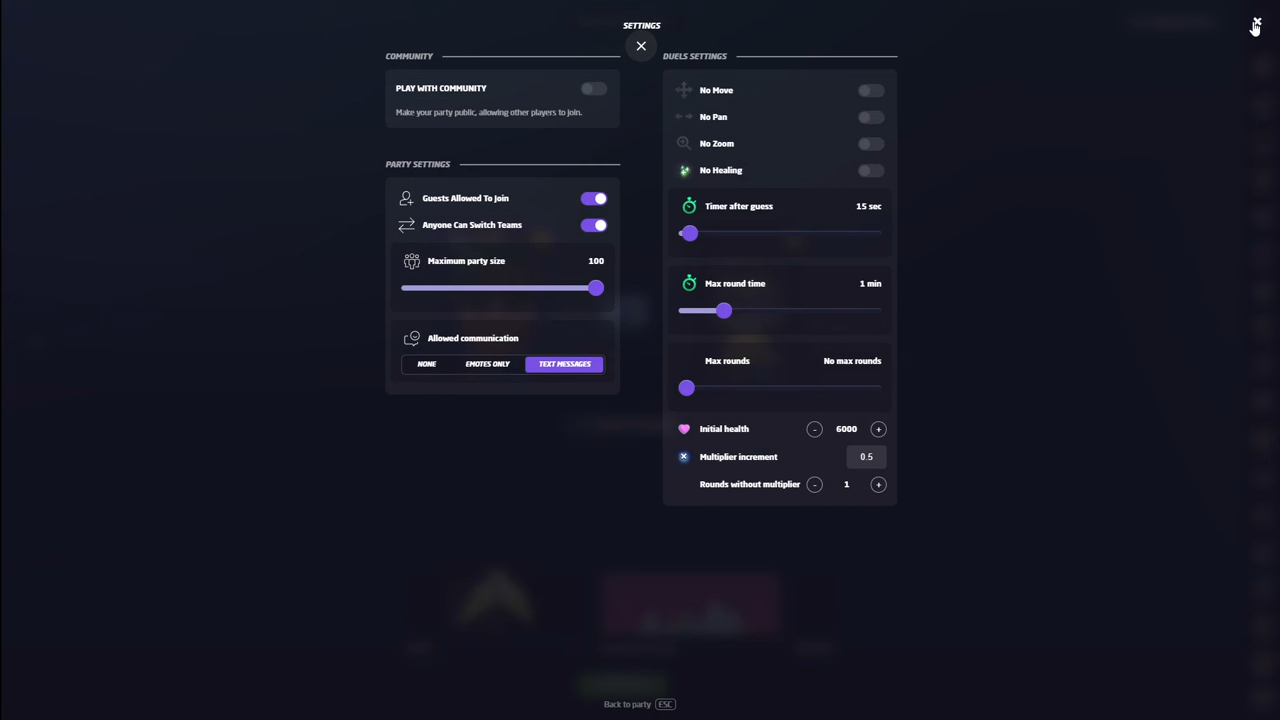 SETTINGS
COMMUNITY
PLAY WITH COMMUNITY
Make your party public, allowing other players to join.
PARTY SETTINGS
Guests Allowed To Join
Anyone Can Switch Teams
Maximum party size 100
Allowed communication
NONE EMOTES ONLY TEXT MESSAGES
DUELS SETTINGS
No Move
No Pan
No Zoom
No Healing
Timer after guess 15 sec
Max round time 1 min
Max rounds No max rounds
Initial health - 6000 +
Multiplier increment 0.5
Rounds without multiplier - 1 +
Back to party ESC